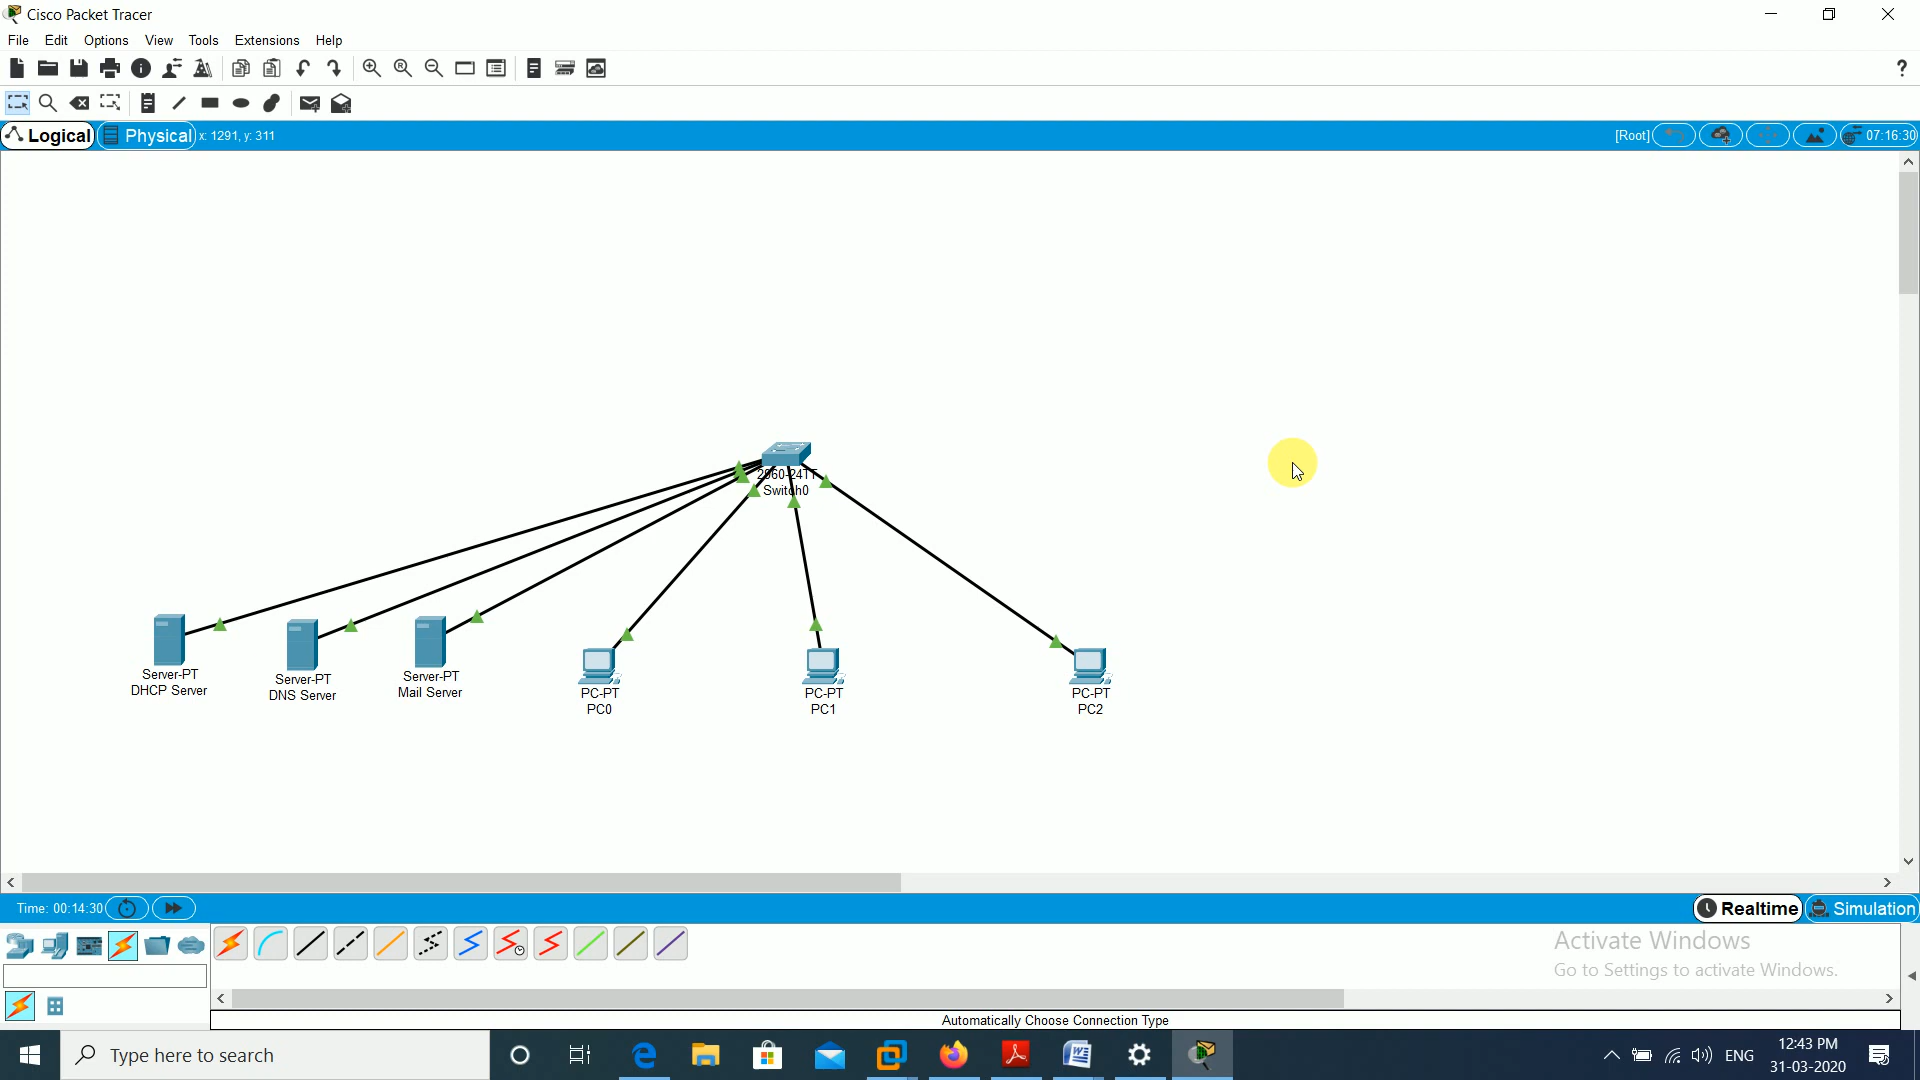 Cisco Packet Tracer
File Edit Options View Tools Extensions Help
?
Logical Physical x: 1291, y: 311 [Root] 07:16:30
2960-24TT
Switch0
Server-PT
DHCP Server
Server-PT
DNS Server
Server-PT
Mail Server
PC-PT
PC0
PC-PT
PC1
PC-PT
PC2
Time: 00:14:30 Realtime Simulation
Activate Windows
Go to Settings to activate Windows.
Automatically Choose Connection Type
Type here to search ENG 12:43 PM
31-03-2020